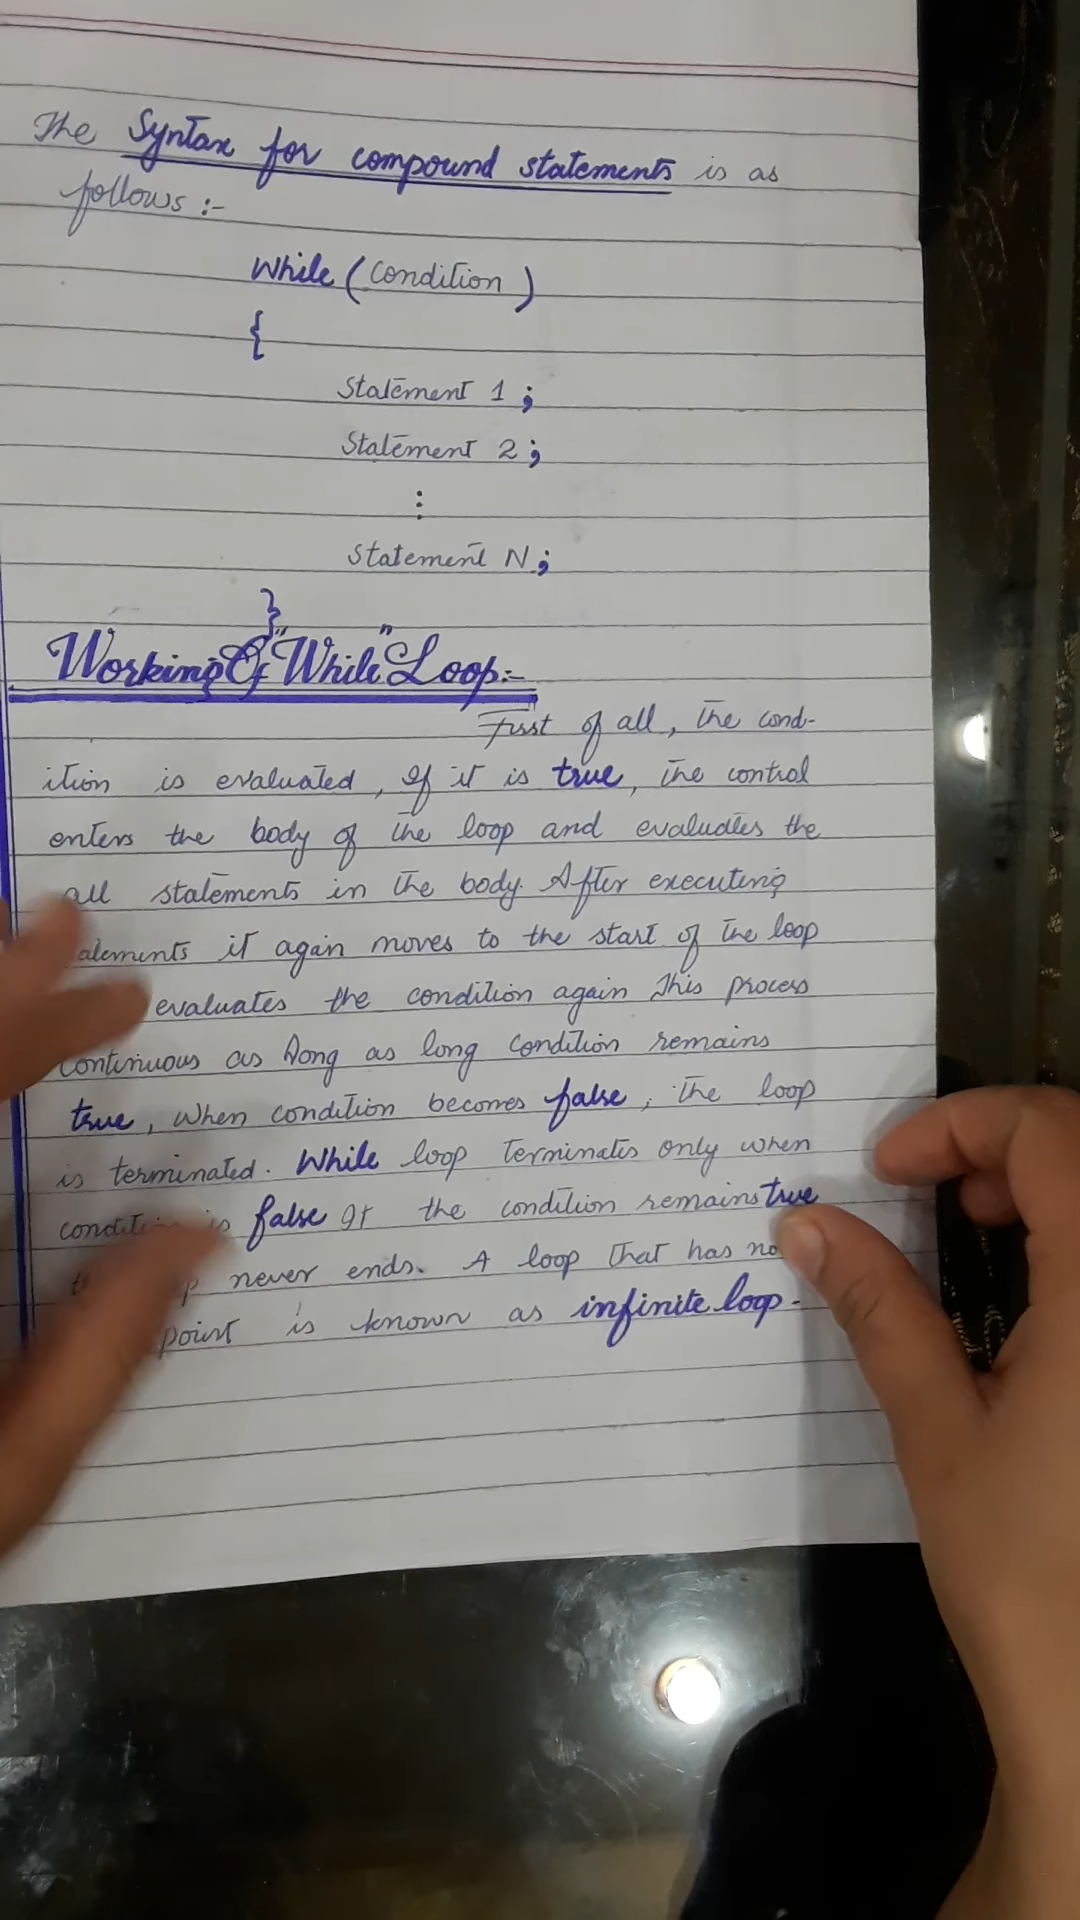 The Syntax for compound statements is as
follows :-
While (Condition)
{
Statement 1 ;
Statement 2 ;
:
Statement N ;
}
Working Of "While" Loop:-
First of all, the cond-
ition is evaluated, If it is true, the control
enters the body of the loop and evaluates the
all statements in the body. After executing
it again moves to the start of the loop
evaluates the condition again This process
continuous as long as long condition remains
true, when condition becomes false, the loop
is terminated. While loop terminates only when
condition is false If the condition remains true
never ends. A loop that has no
point is known as infinite loop-